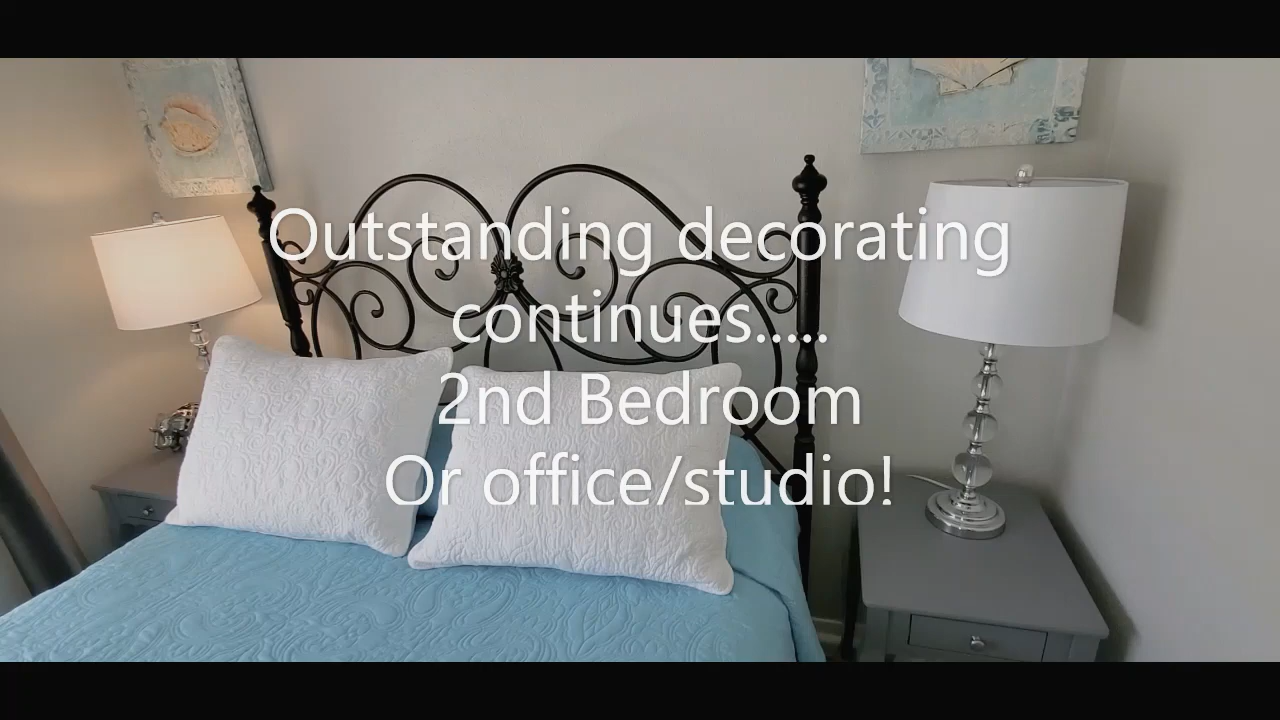 Outstanding decorating
continues.....
2nd Bedroom
Or office/studio!